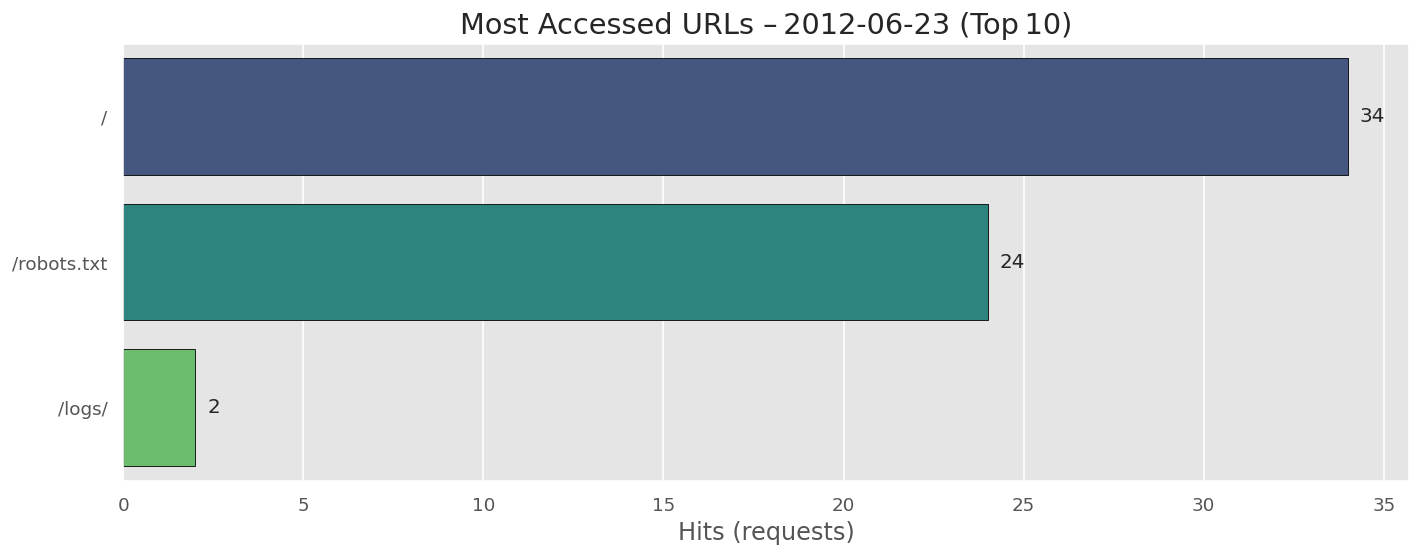 Most Accessed URLs – 2012-06-23 (Top 10)
/
34
/robots.txt
24
/logs/
2
0 5 10 15 20 25 30 35
Hits (requests)